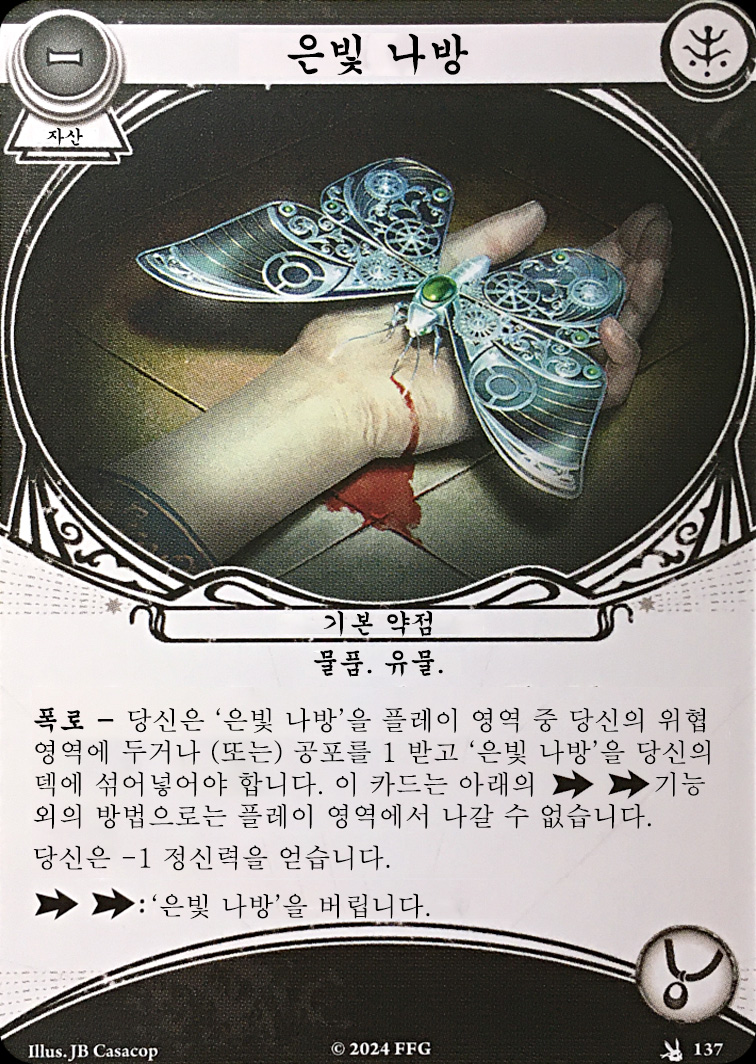 은빛 나방
자산
기본 약점
물품. 유물.
폭로 – 당신은 ‘은빛 나방’을 플레이 영역 중 당신의 위협
영역에 두거나 (또는) 공포를 1 받고 ‘은빛 나방’을 당신의
덱에 섞어넣어야 합니다. 이 카드는 아래의 기능
외의 방법으로는 플레이 영역에서 나갈 수 없습니다.
당신은 -1 정신력을 얻습니다.
:‘은빛 나방’을 버립니다.
Illus. JB Casacop
© 2024 FFG
137